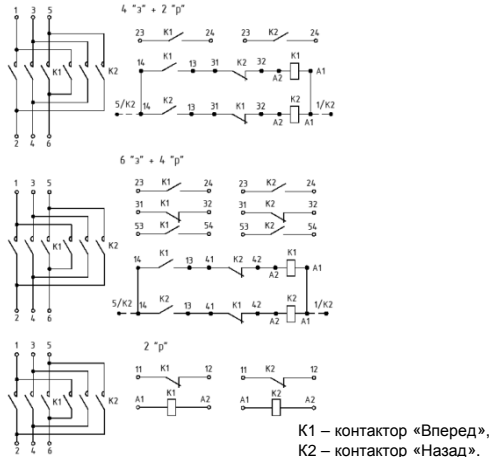 4 "з" + 2 "р"
1 3 5
23 K1 24 23 K2 24
K1 K2
14 K1 13 31 K2 32 A2 K1 A1
5/K2 14 K2 13 31 K1 32 A2 K2 A1 1/K2
2 4 6
6 "з" + 4 "р"
1 3 5
23 K1 24 23 K2 24
31 K1 32 31 K2 32
53 K1 54 53 K2 54
K1 K2
14 K1 13 41 K2 42 A2 K1 A1
5/K2 14 K2 13 41 K1 42 A2 K2 A1 1/K2
2 4 6
2 "р"
1 3 5
11 K1 12 11 K2 12
K1 K2
A1 K1 A2 A1 K2 A2
2 4 6
К1 – контактор «Вперед»,
К2 – контактор «Назад».